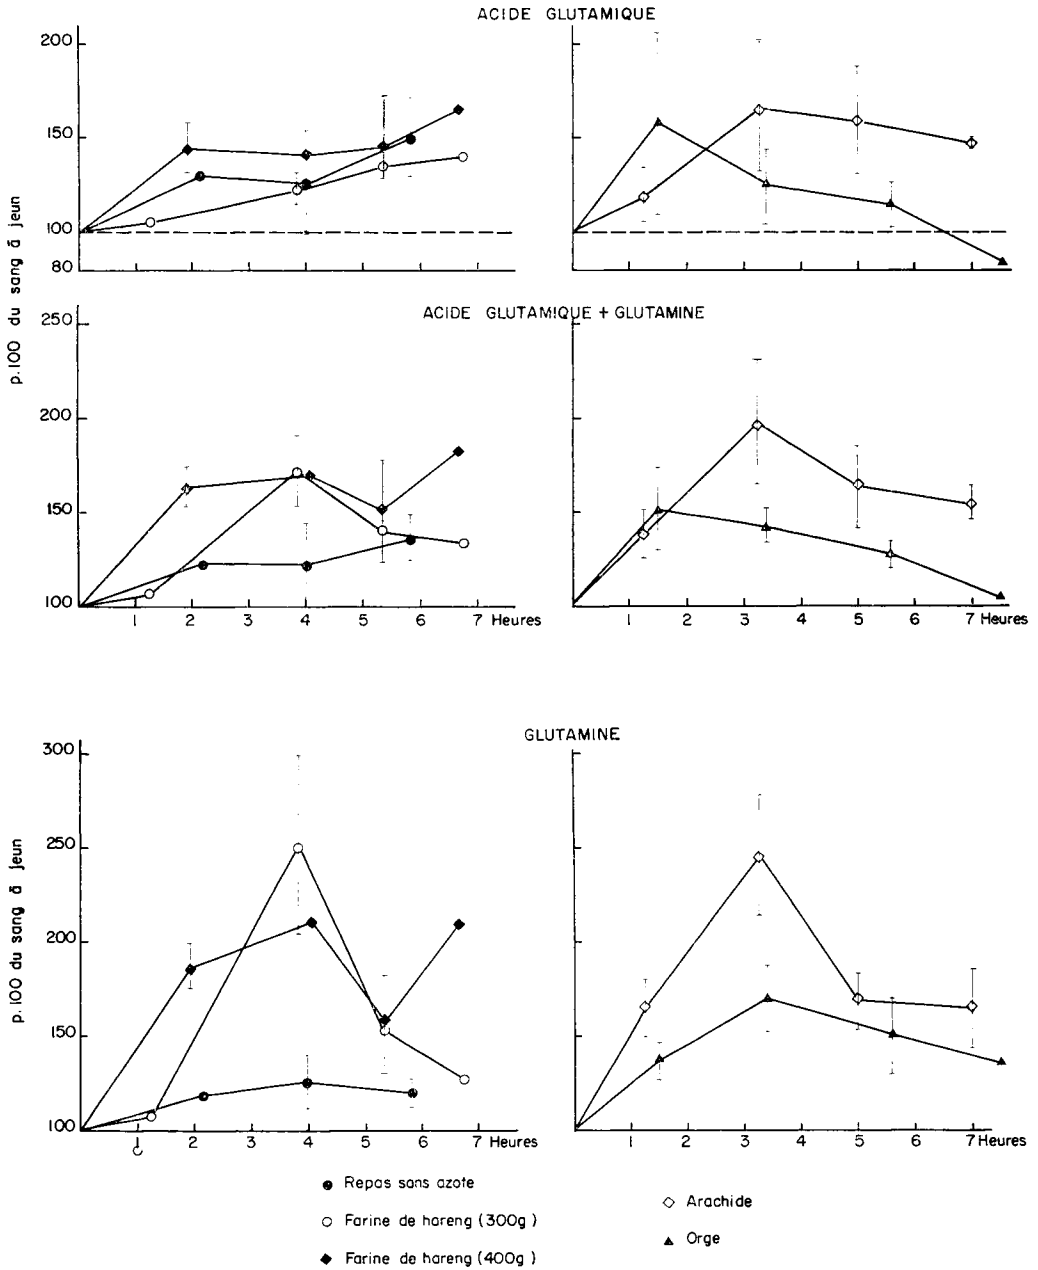 ACIDE GLUTAMIQUE
200
150
100
80
p.100 du sang à jeun
ACIDE GLUTAMIQUE + GLUTAMINE
250
200
150
100
1 2 3 4 5 6 7 Heures
1 2 3 4 5 6 7 Heures
GLUTAMINE
300
250
200
150
100
p.100 du sang à jeun
1 2 3 4 5 6 7 Heures
1 2 3 4 5 6 7 Heures
Repas sans azote
Farine de hareng (300g)
Farine de hareng (400g)
Arachide
Orge